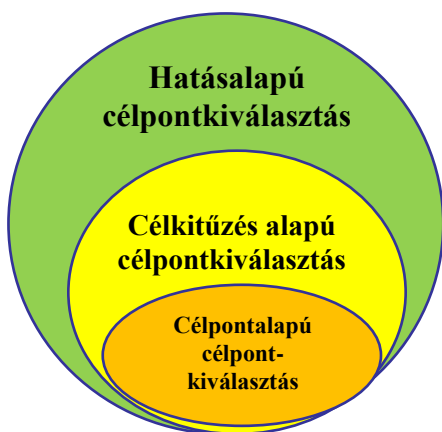 Hatásalapú
célpontkiválasztás
Célkitűzés alapú
célpontkiválasztás
Célpontalapú
célpont-
kiválasztás